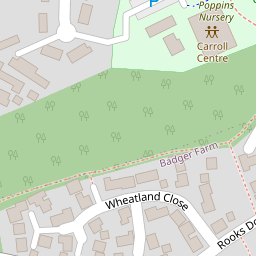 P
Poppins
Nursery
Carroll
Centre
Badger Farm
Wheatland Close
Rooks Do